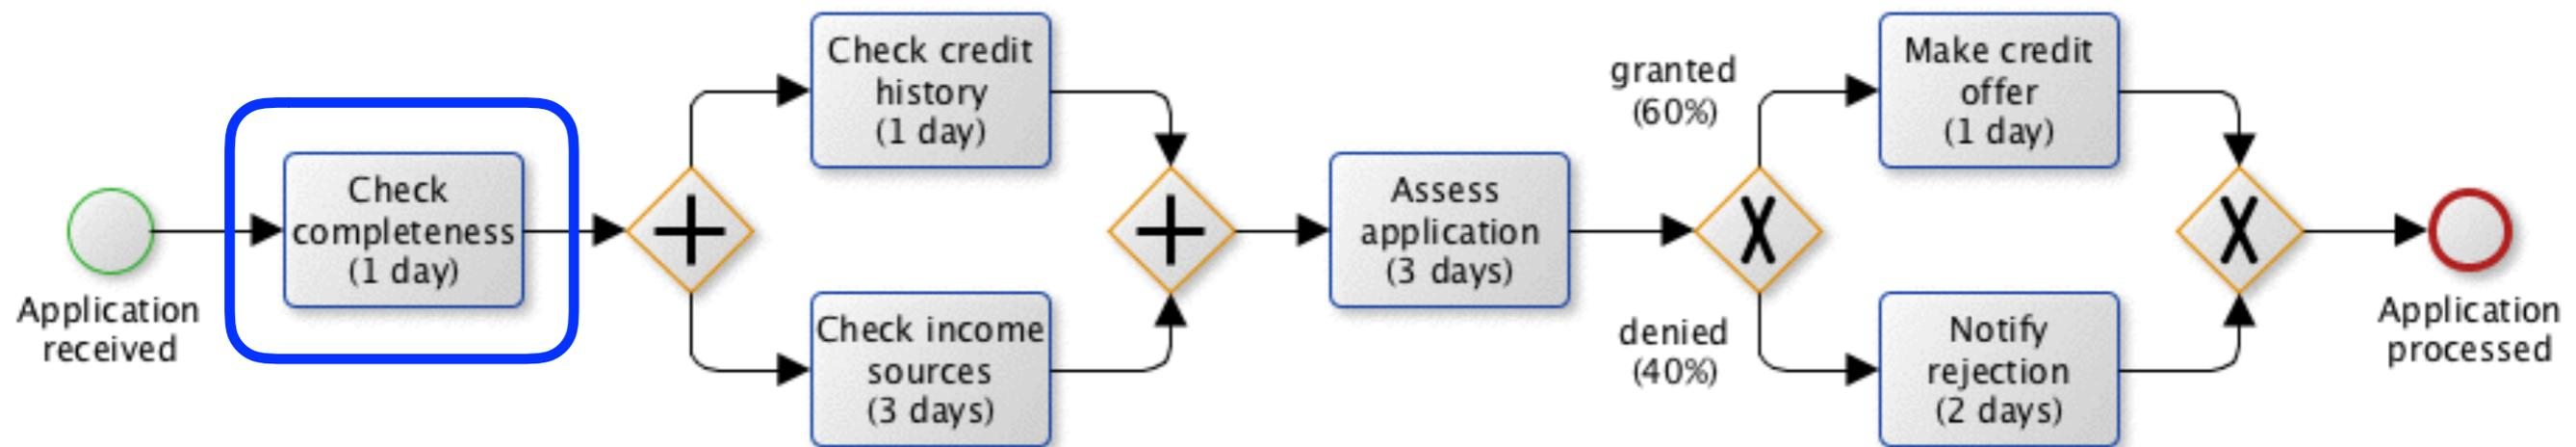 Application
received
Check
completeness
(1 day)
Check credit
history
(1 day)
Check income
sources
(3 days)
Assess
application
(3 days)
granted
(60%)
denied
(40%)
Make credit
offer
(1 day)
Notify
rejection
(2 days)
Application
processed